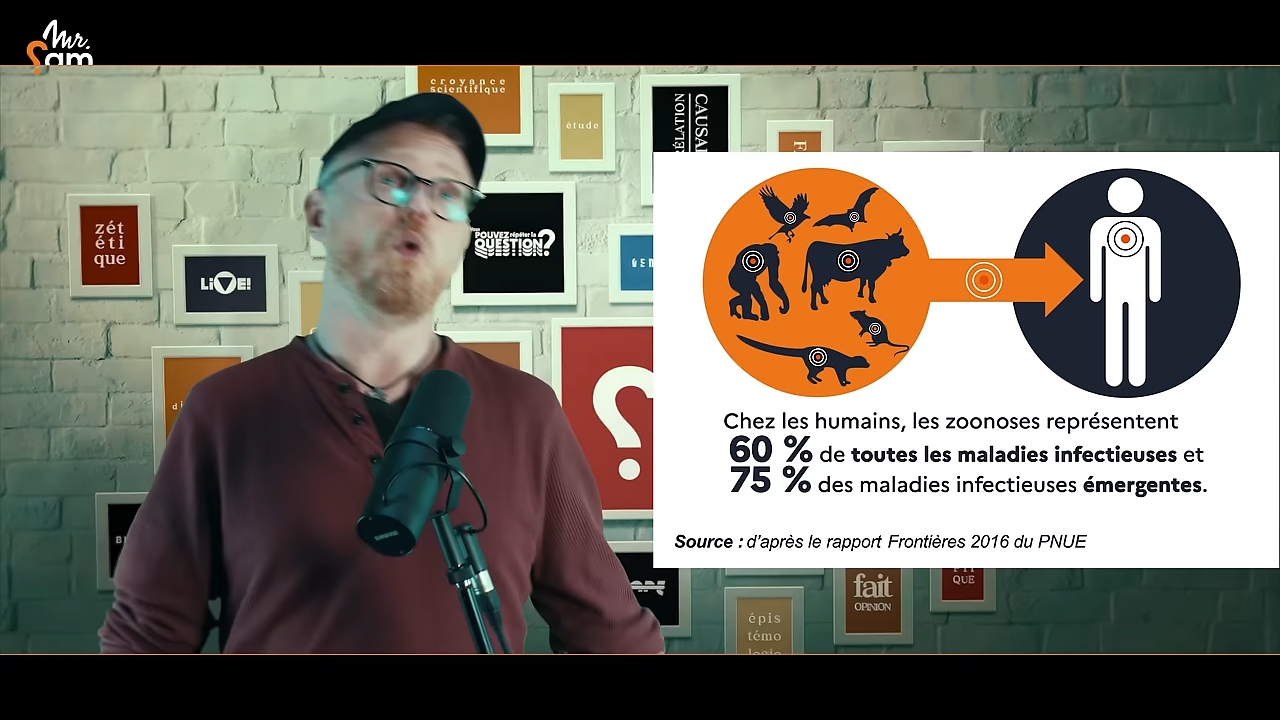 Mr.
Sam
croyance
scientifique
étude
CAUSA
RÉLATION
zét
éti
que
LiVE!
Vous
POUVEZ répéter la
QUESTION?
?
Chez les humains, les zoonoses représentent
60 % de toutes les maladies infectieuses et
75 % des maladies infectieuses émergentes.
Source : d'après le rapport Frontières 2016 du PNUE
QUE
fait
OPINION
épis
témo
logie